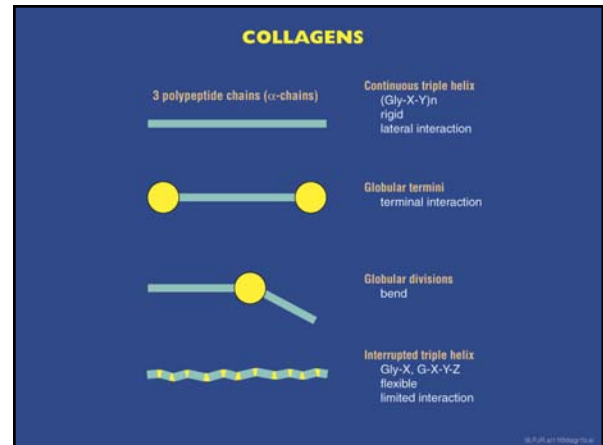 COLLAGENS
3 polypeptide chains (α-chains)
Continuous triple helix
(Gly-X-Y)n
rigid
lateral interaction
Globular termini
terminal interaction
Globular divisions
bend
Interrupted triple helix
Gly-X, G-X-Y-Z
flexible
limited interaction